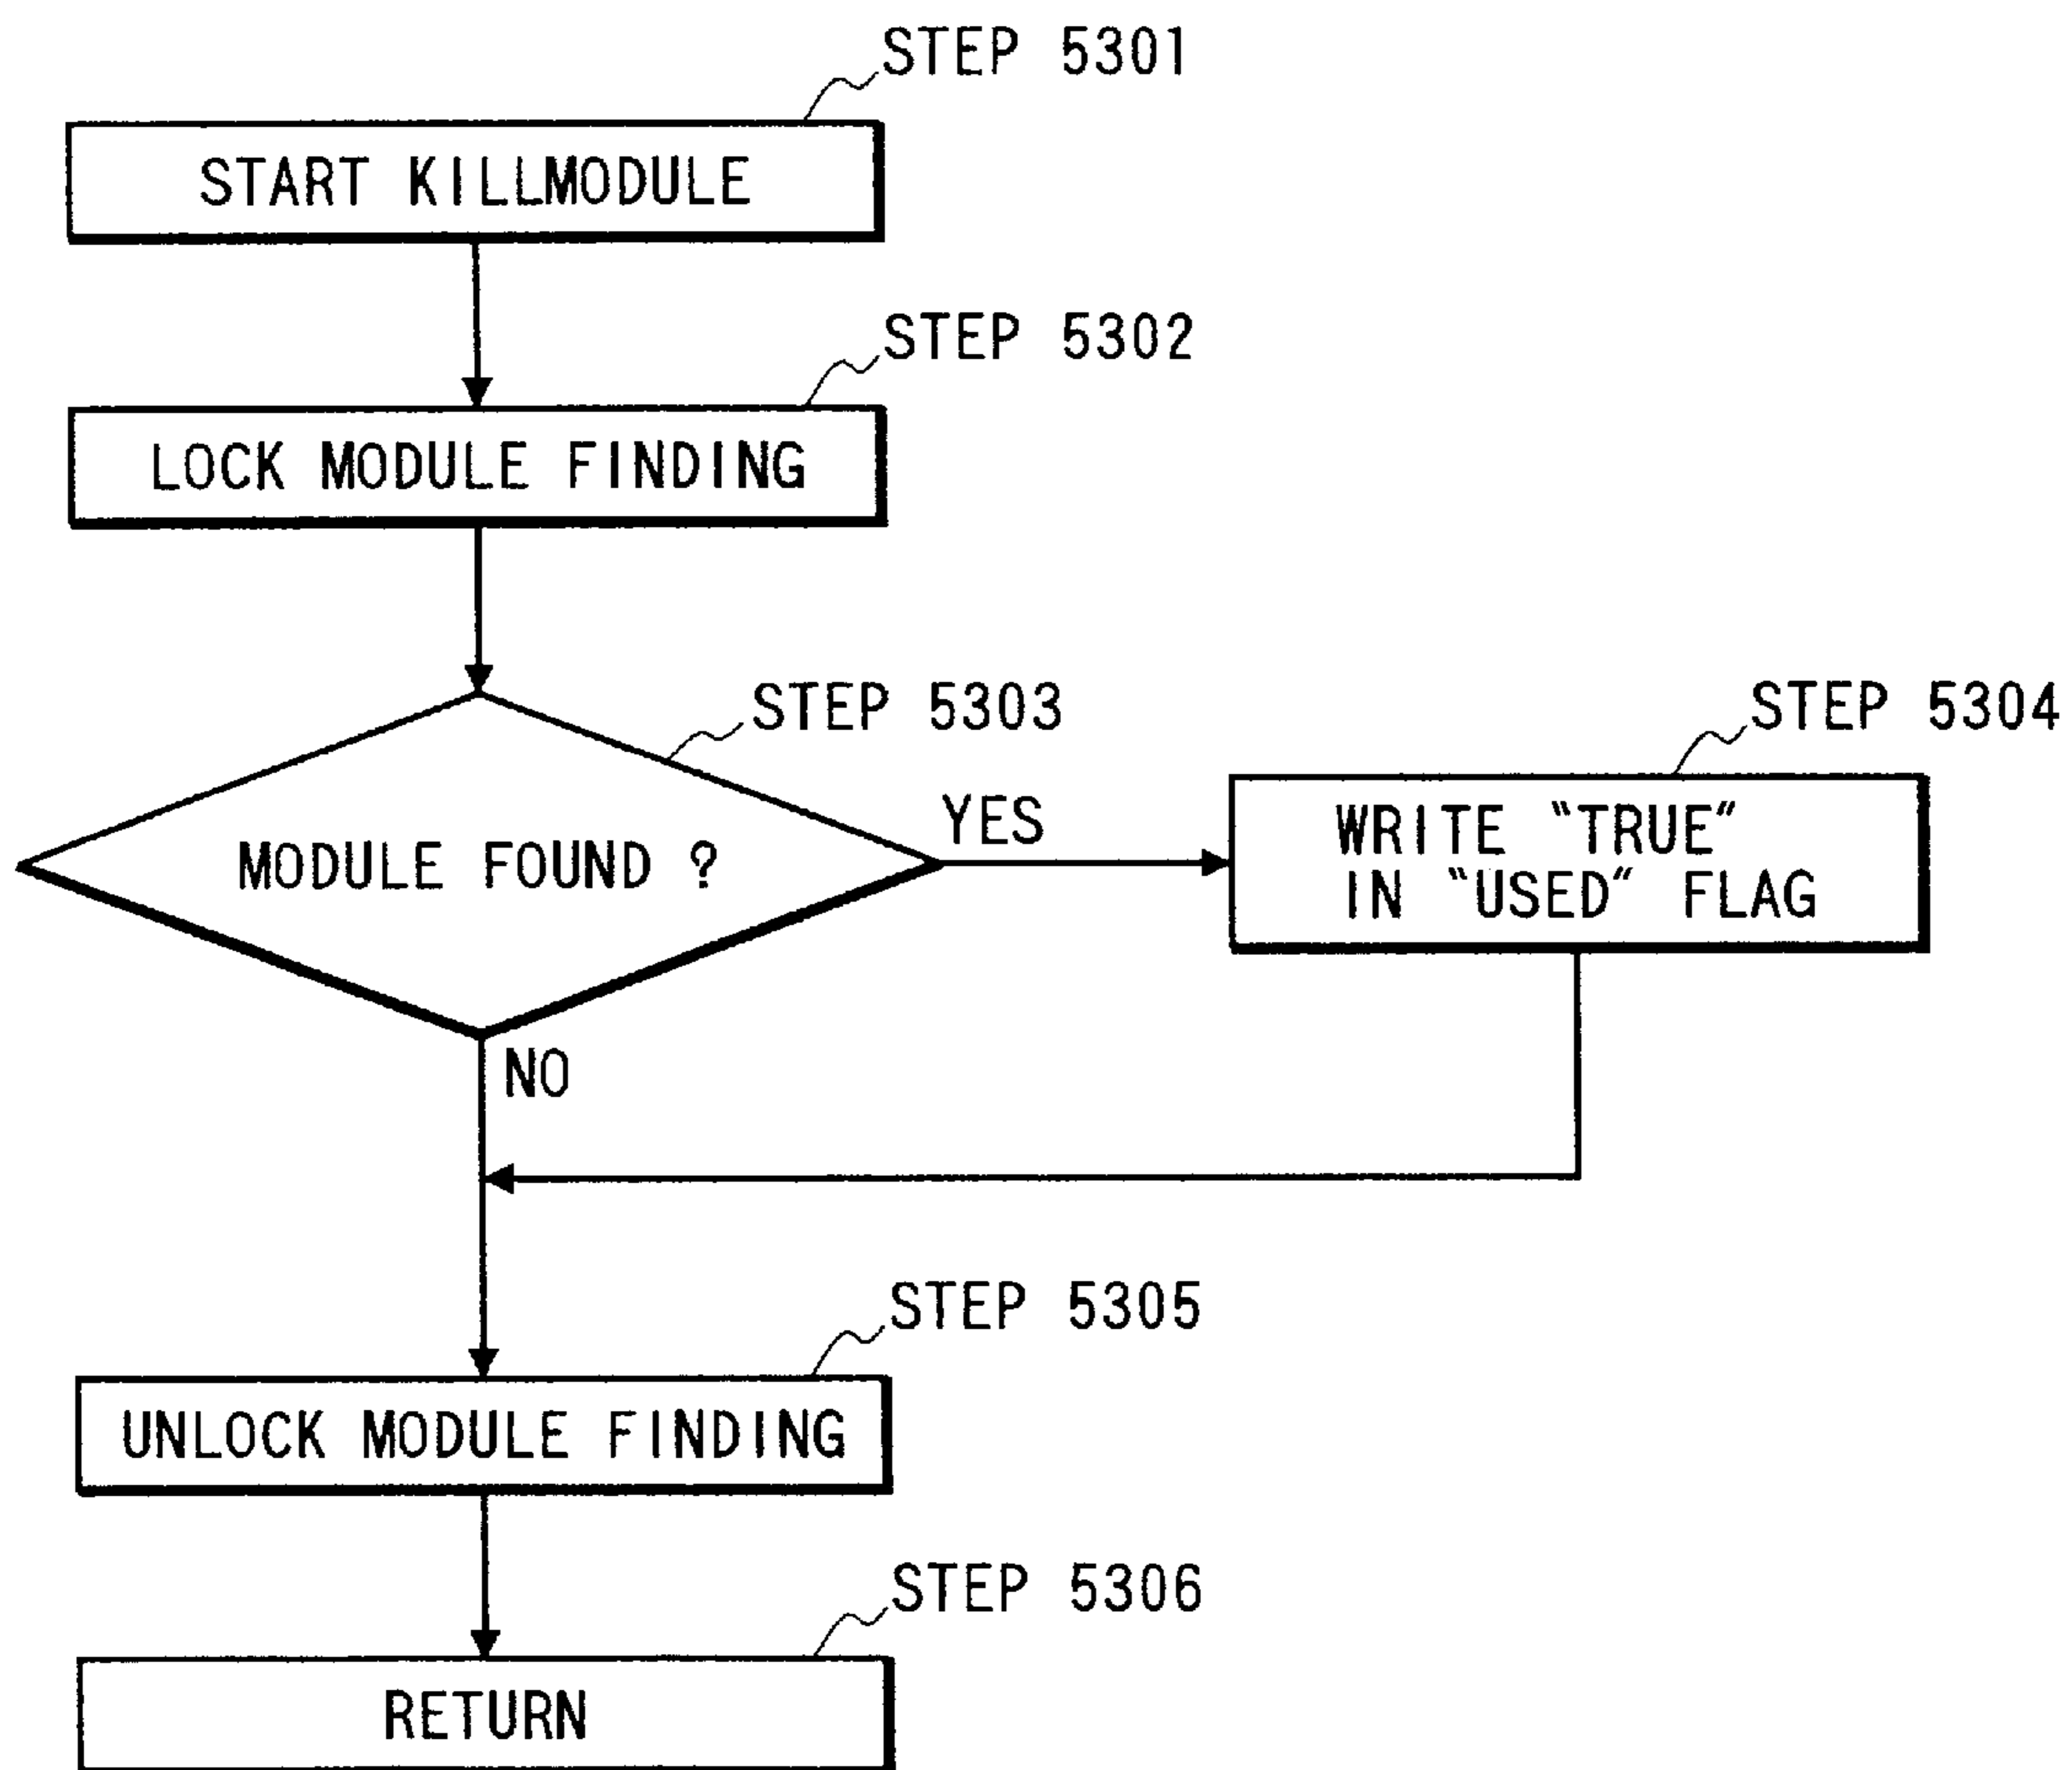 STEP 5301
START KILLMODULE
STEP 5302
LOCK MODULE FINDING
STEP 5303
STEP 5304
MODULE FOUND ?
YES
WRITE “TRUE”
IN “USED“ FLAG
NO
STEP 5305
UNLOCK MODULE FINDING
STEP 5306
RETURN